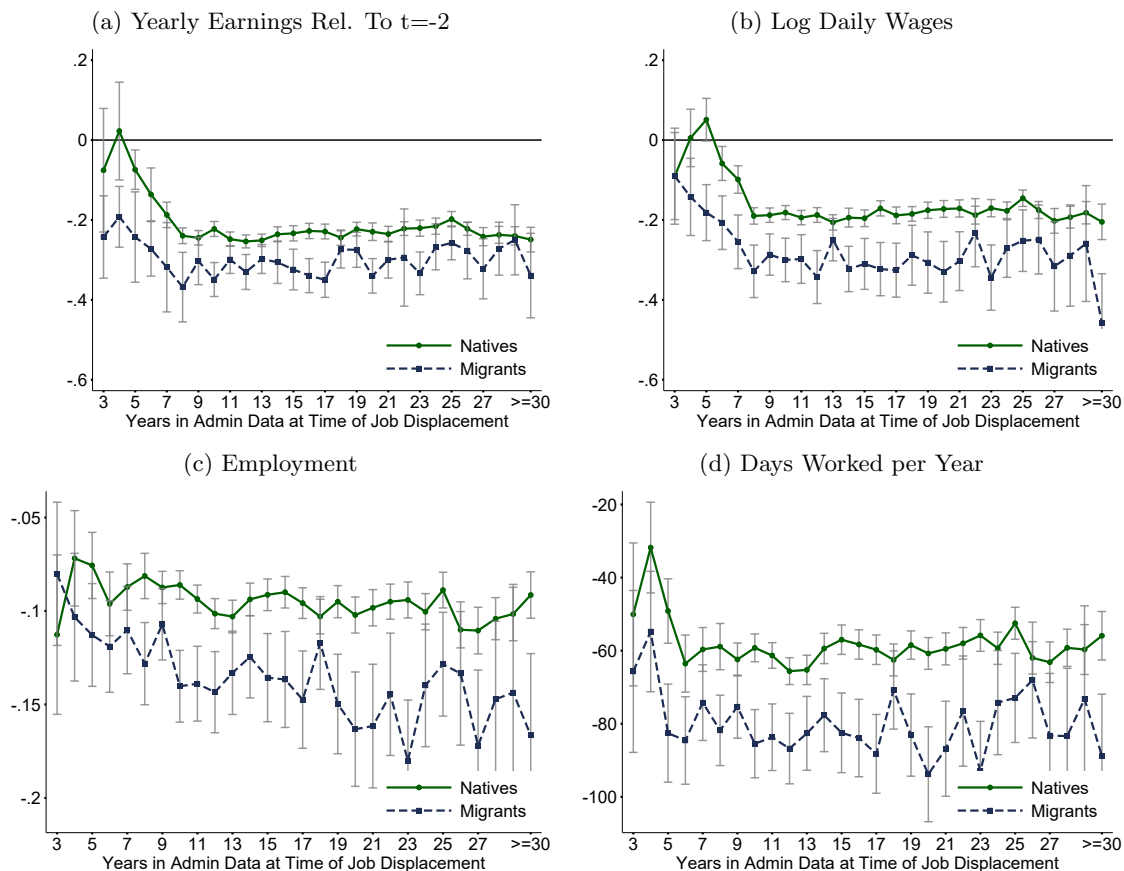 (a) Yearly Earnings Rel. To t=-2
.2
0
-.2
-.4
-.6
3 5 7 9 11 13 15 17 19 21 23 25 27 >=30
Years in Admin Data at Time of Job Displacement
Natives
Migrants
(b) Log Daily Wages
.2
0
-.2
-.4
-.6
3 5 7 9 11 13 15 17 19 21 23 25 27 >=30
Years in Admin Data at Time of Job Displacement
Natives
Migrants
(c) Employment
-.05
-.1
-.15
-.2
3 5 7 9 11 13 15 17 19 21 23 25 27 >=30
Years in Admin Data at Time of Job Displacement
Natives
Migrants
(d) Days Worked per Year
-20
-40
-60
-80
-100
3 5 7 9 11 13 15 17 19 21 23 25 27 >=30
Years in Admin Data at Time of Job Displacement
Natives
Migrants